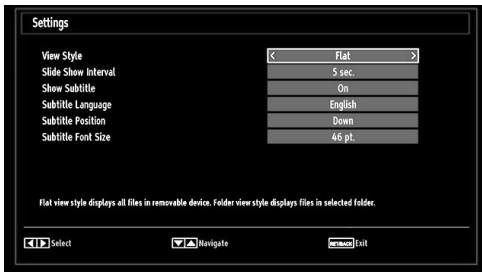 Settings
View Style < Flat >
Slide Show Interval 5 sec.
Show Subtitle On
Subtitle Language English
Subtitle Position Down
Subtitle Font Size 46 pt.
Flat view style displays all files in removable device. Folder view style displays files in selected folder.
Select Navigate RET/BACK Exit